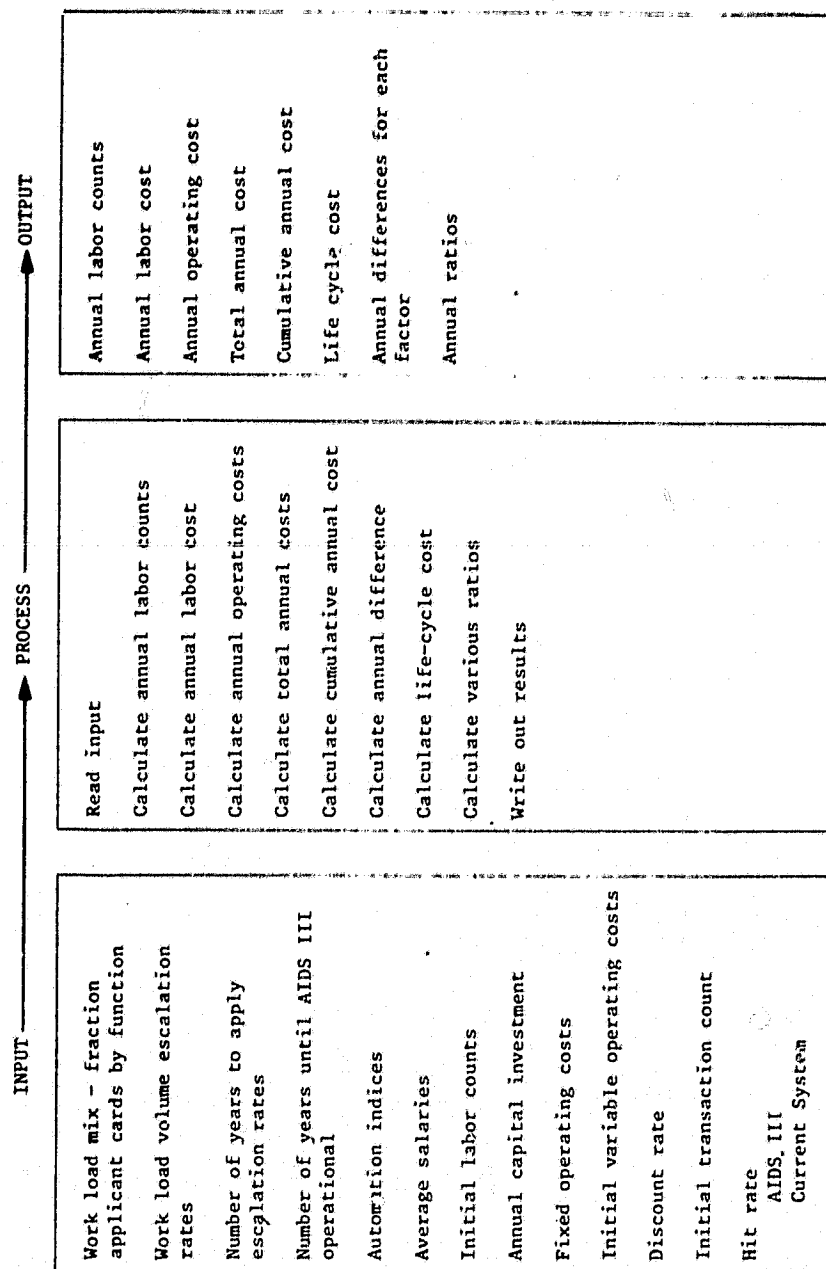 INPUT PROCESS OUTPUT
Work load mix - fraction
applicant cards by function
Work load volume escalation
rates
Number of years to apply
escalation rates
Number of years until AIDS III
operational
Automation indices
Average salaries
Initial labor counts
Annual capital investment
Fixed operating costs
Initial variable operating costs
Discount rate
Initial transaction count
Hit rate
AIDS III
Current System
Read input
Calculate annual labor counts
Calculate annual labor cost
Calculate annual operating costs
Calculate total annual costs
Calculate cumulative annual cost
Calculate annual difference
Calculate life-cycle cost
Calculate various ratios
Write out results
Annual labor counts
Annual labor cost
Annual operating cost
Total annual cost
Cumulative annual cost
Life cycle cost
Annual differences for each
factor
Annual ratios